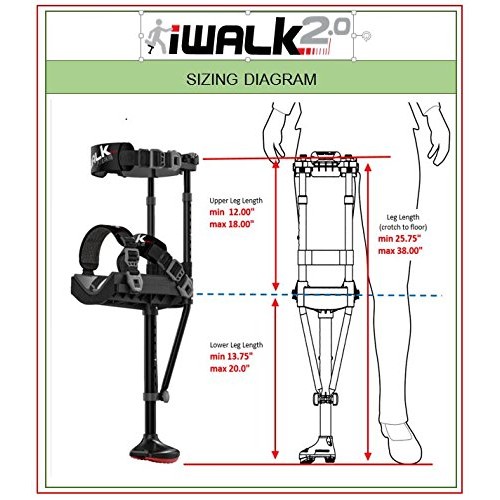 iWALK2.0
SIZING DIAGRAM
Upper Leg Length
min 12.00"
max 18.00"
Leg Length
(crotch to floor)
min 25.75"
max 38.00"
Lower Leg Length
min 13.75"
max 20.0"